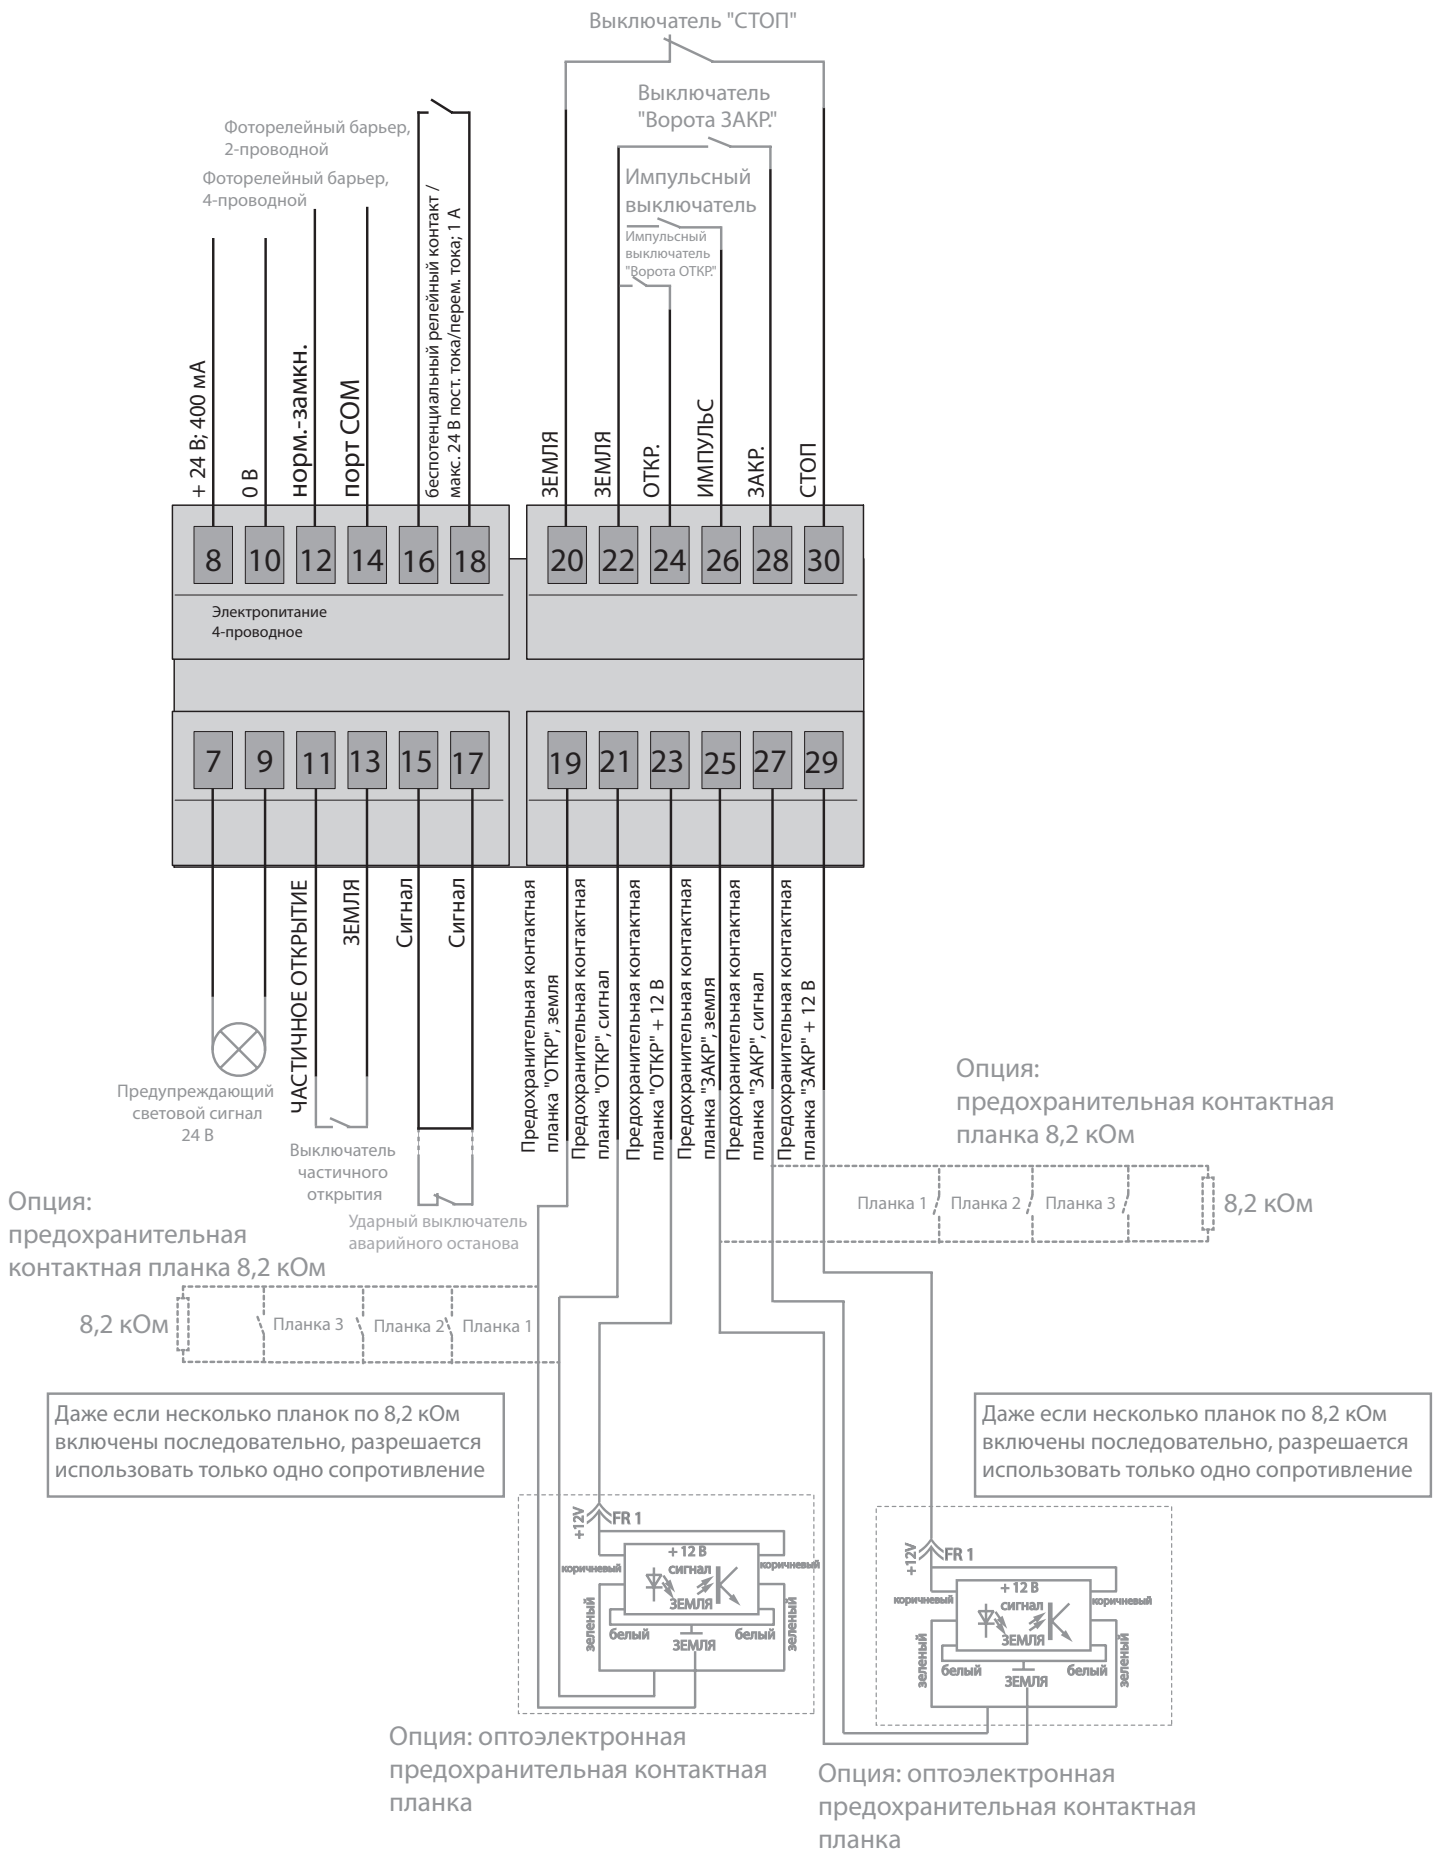 Выключатель "СТОП"
Выключатель
"Ворота ЗАКР."
Фоторелейный барьер,
2-проводной
Фоторелейный барьер,
4-проводной
Импульсный
выключатель
Импульсный
выключатель
"Ворота ОТКР."
+ 24 В; 400 мА
0 В
норм.-замкн.
порт COM
беспотенциальный релейный контакт /
макс. 24 В пост. тока/перем. тока; 1 А
ЗЕМЛЯ
ЗЕМЛЯ
ОТКР.
ИМПУЛЬС
ЗАКР.
СТОП
8 10 12 14 16 18 20 22 24 26 28 30
Электропитание
4-проводное
7 9 11 13 15 17 19 21 23 25 27 29
ЧАСТИЧНОЕ ОТКРЫТИЕ
ЗЕМЛЯ
Сигнал
Сигнал
Предохранительная контактная
планка "ОТКР", земля
Предохранительная контактная
планка "ОТКР", сигнал
Предохранительная контактная
планка "ОТКР" + 12 В
Предохранительная контактная
планка "ЗАКР", земля
Предохранительная контактная
планка "ЗАКР", сигнал
Предохранительная контактная
планка "ЗАКР" + 12 В
Предупреждающий
световой сигнал
24 В
Выключатель
частичного
открытия
Ударный выключатель
аварийного останова
Опция:
предохранительная контактная
планка 8,2 кОм
Планка 1 Планка 2 Планка 3 8,2 кОм
Опция:
предохранительная
контактная планка 8,2 кОм
8,2 кОм Планка 3 Планка 2 Планка 1
Даже если несколько планок по 8,2 кОм
включены последовательно, разрешается
использовать только одно сопротивление
Даже если несколько планок по 8,2 кОм
включены последовательно, разрешается
использовать только одно сопротивление
+12V
FR 1
+ 12 В
коричневый сигнал коричневый
ЗЕМЛЯ
зеленый
белый
ЗЕМЛЯ
белый
зеленый
+12V
FR 1
+ 12 В
коричневый сигнал коричневый
ЗЕМЛЯ
зеленый
белый
ЗЕМЛЯ
белый
зеленый
Опция: оптоэлектронная
предохранительная контактная
планка
Опция: оптоэлектронная
предохранительная контактная
планка